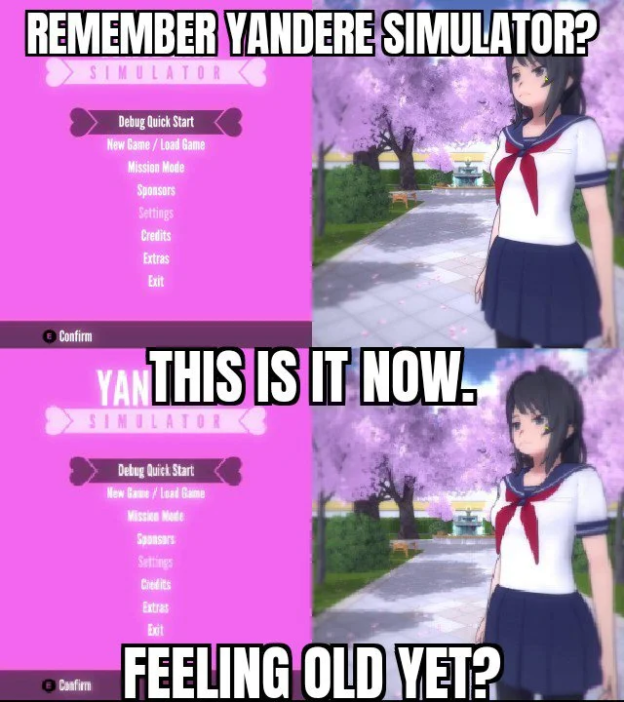 REMEMBER YANDERE SIMULATOR?
SIMULATOR
Debug Quick Start
New Game / Load Game
Mission Mode
Sponsors
Settings
Credits
Extras
Exit
E Confirm
THIS IS IT NOW.
YAN
SIMULATOR
Debug Quick Start
New Game / Load Game
Mission Mode
Sponsors
Settings
Credits
Extras
Exit
E Confirm
FEELING OLD YET?